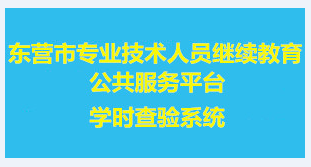 东营市专业技术人员继续教育
公共服务平台
学时查验系统